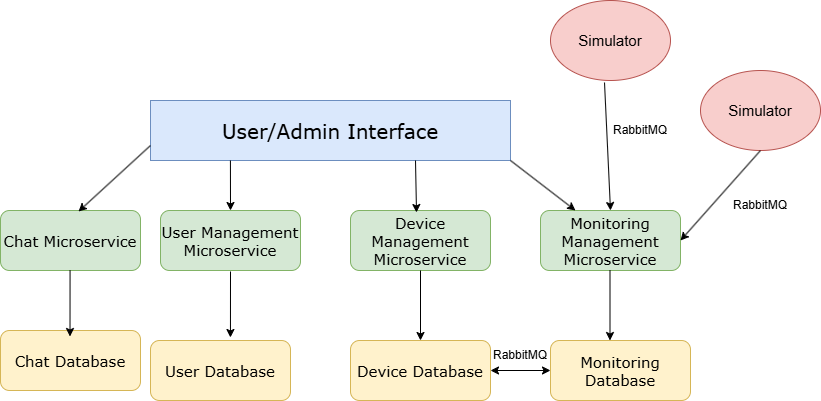 Simulator
Simulator
User/Admin Interface
RabbitMQ
RabbitMQ
Chat Microservice
User Management
Microservice
Device
Management
Microservice
Monitoring
Management
Microservice
Chat Database
User Database
Device Database
RabbitMQ
Monitoring
Database